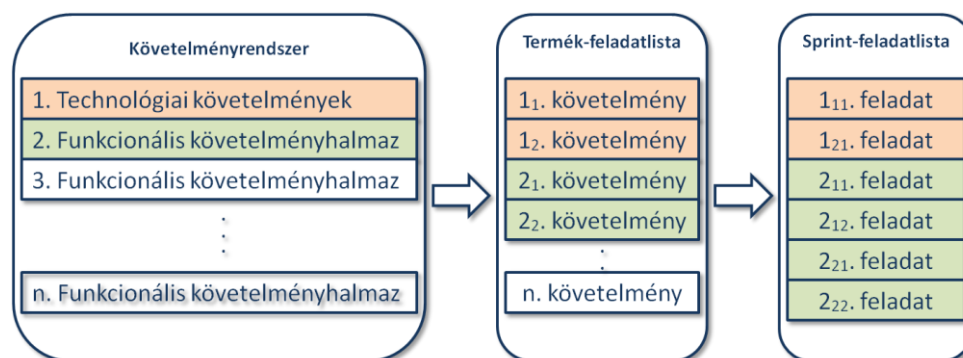 Követelményrendszer
1. Technológiai követelmények
2. Funkcionális követelményhalmaz
3. Funkcionális követelményhalmaz
.
.
.
n. Funkcionális követelményhalmaz
Termék-feladatlista
1₁. követelmény
1₂. követelmény
2₁. követelmény
2₂. követelmény
.
.
n. követelmény
Sprint-feladatlista
1₁₁. feladat
1₂₁. feladat
2₁₁. feladat
2₁₂. feladat
2₂₁. feladat
2₂₂. feladat